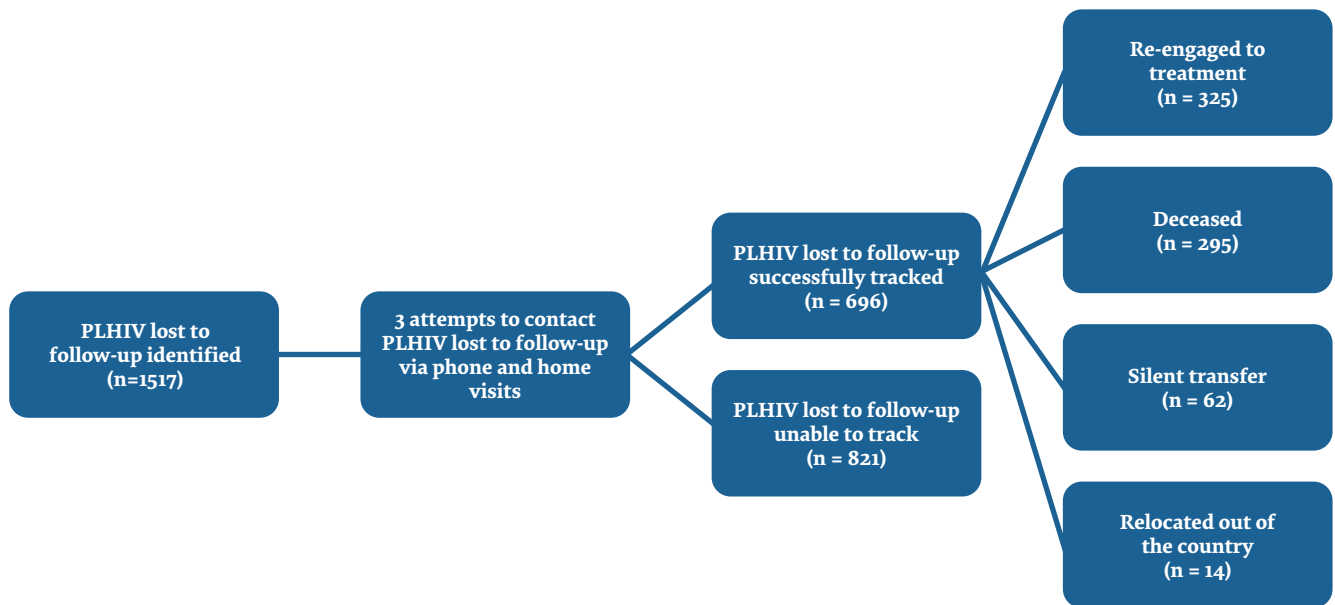 PLHIV lost to
follow-up identified
(n=1517)
3 attempts to contact
PLHIV lost to follow-up
via phone and home
visits
PLHIV lost to follow-up
successfully tracked
(n = 696)
PLHIV lost to follow-up
unable to track
(n = 821)
Re-engaged to
treatment
(n = 325)
Deceased
(n = 295)
Silent transfer
(n = 62)
Relocated out of
the country
(n = 14)